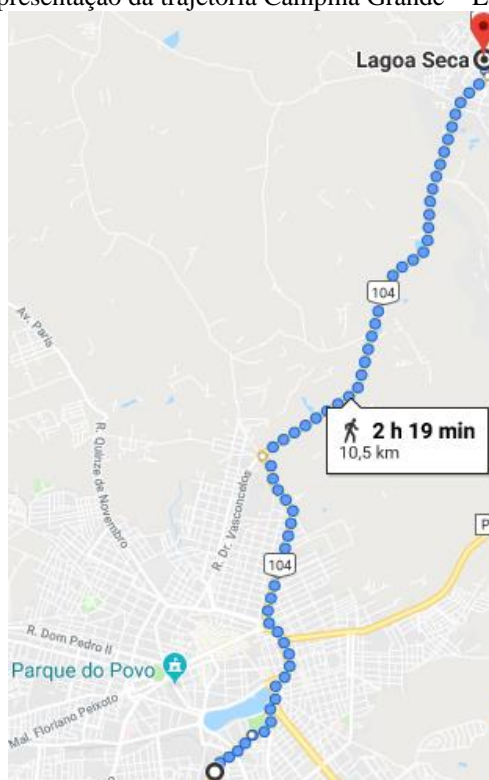 presentação da trajetória Campina Grande – L
Lagoa Seca
104
Av. Paris
R. Quinze de Novembro
2 h 19 min
10,5 km
R. Dr. Vasconcelos
P
104
R. Dom Pedro II
Parque do Povo
Mal. Floriano Peixoto